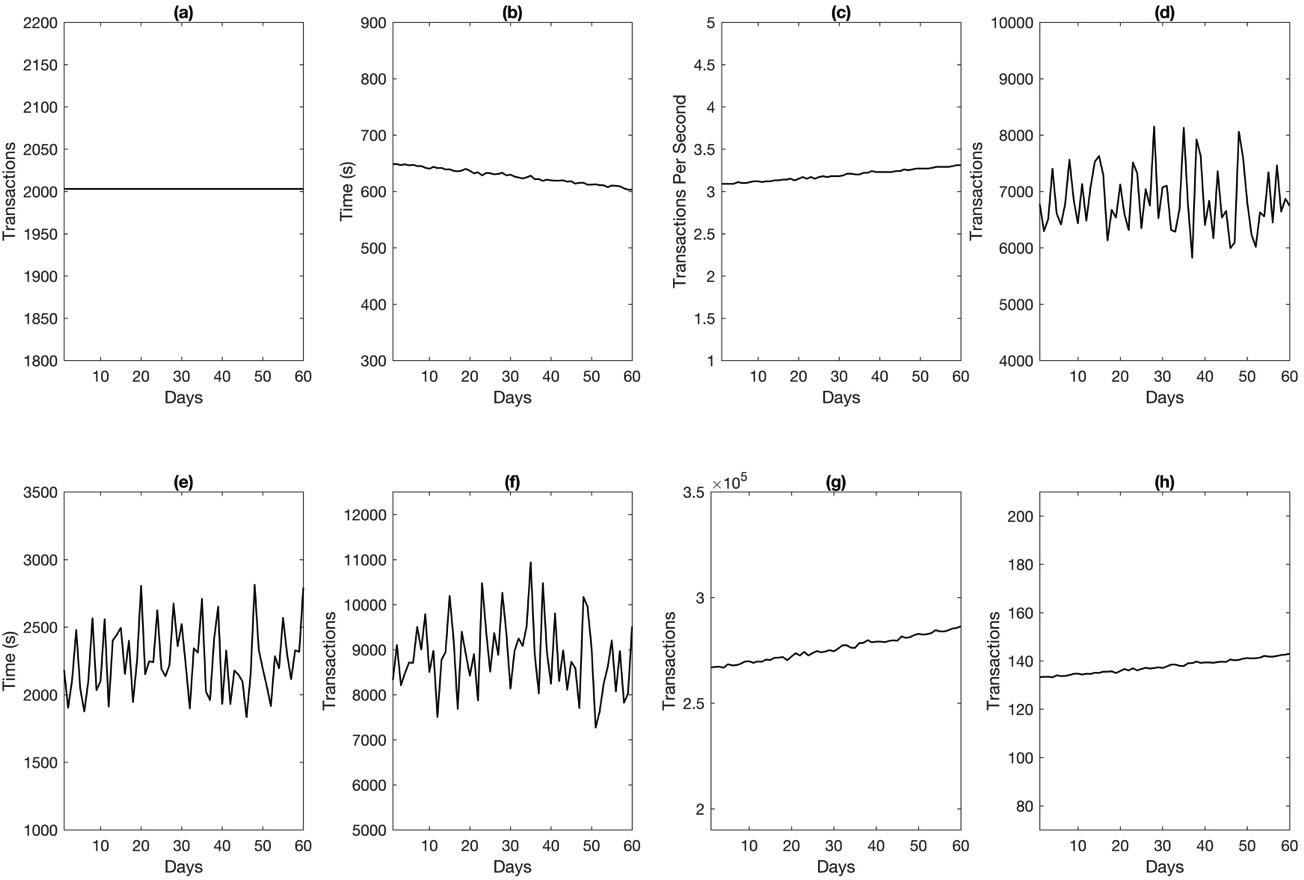 (a)
2200
2150
2100
2050
2000
1950
1900
1850
1800
Transactions
10 20 30 40 50 60
Days
(b)
900
800
700
600
500
400
300
Time (s)
10 20 30 40 50 60
Days
(c)
5
4.5
4
3.5
3
2.5
2
1.5
1
Transactions Per Second
10 20 30 40 50 60
Days
(d)
10000
9000
8000
7000
6000
5000
4000
Transactions
10 20 30 40 50 60
Days
(e)
3500
3000
2500
2000
1500
1000
Time (s)
10 20 30 40 50 60
Days
(f)
12000
11000
10000
9000
8000
7000
6000
5000
Transactions
10 20 30 40 50 60
Days
(g)
×10⁵
3.5
3
2.5
2
Transactions
10 20 30 40 50 60
Days
(h)
200
180
160
140
120
100
80
Transactions
10 20 30 40 50 60
Days